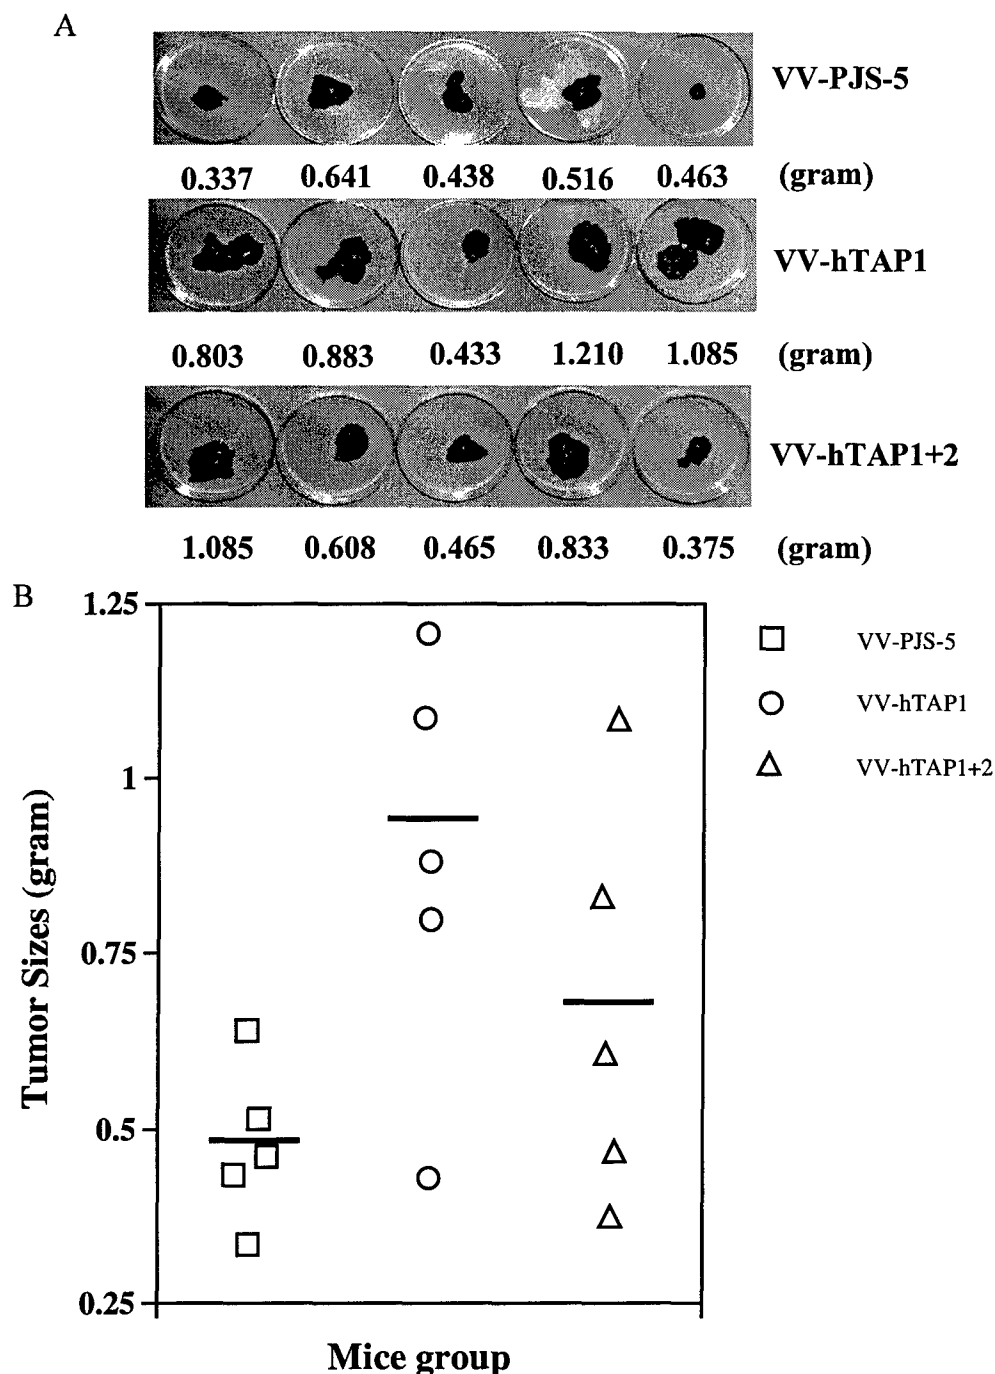 A
VV-PJS-5
0.337 0.641 0.438 0.516 0.463 (gram)
VV-hTAP1
0.803 0.883 0.433 1.210 1.085 (gram)
VV-hTAP1+2
1.085 0.608 0.465 0.833 0.375 (gram)
B
1.25
1
0.75
0.5
0.25
Tumor Sizes (gram)
Mice group
VV-PJS-5
VV-hTAP1
VV-hTAP1+2